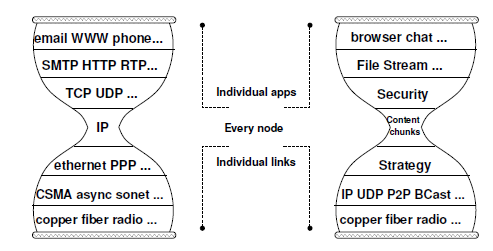 email WWW phone...
SMTP HTTP RTP...
TCP UDP ...
IP
ethernet PPP ...
CSMA async sonet ...
copper fiber radio ...
Individual apps
Every node
Individual links
browser chat ...
File Stream ...
Security
Content
chunks
Strategy
IP UDP P2P BCast ...
copper fiber radio ...